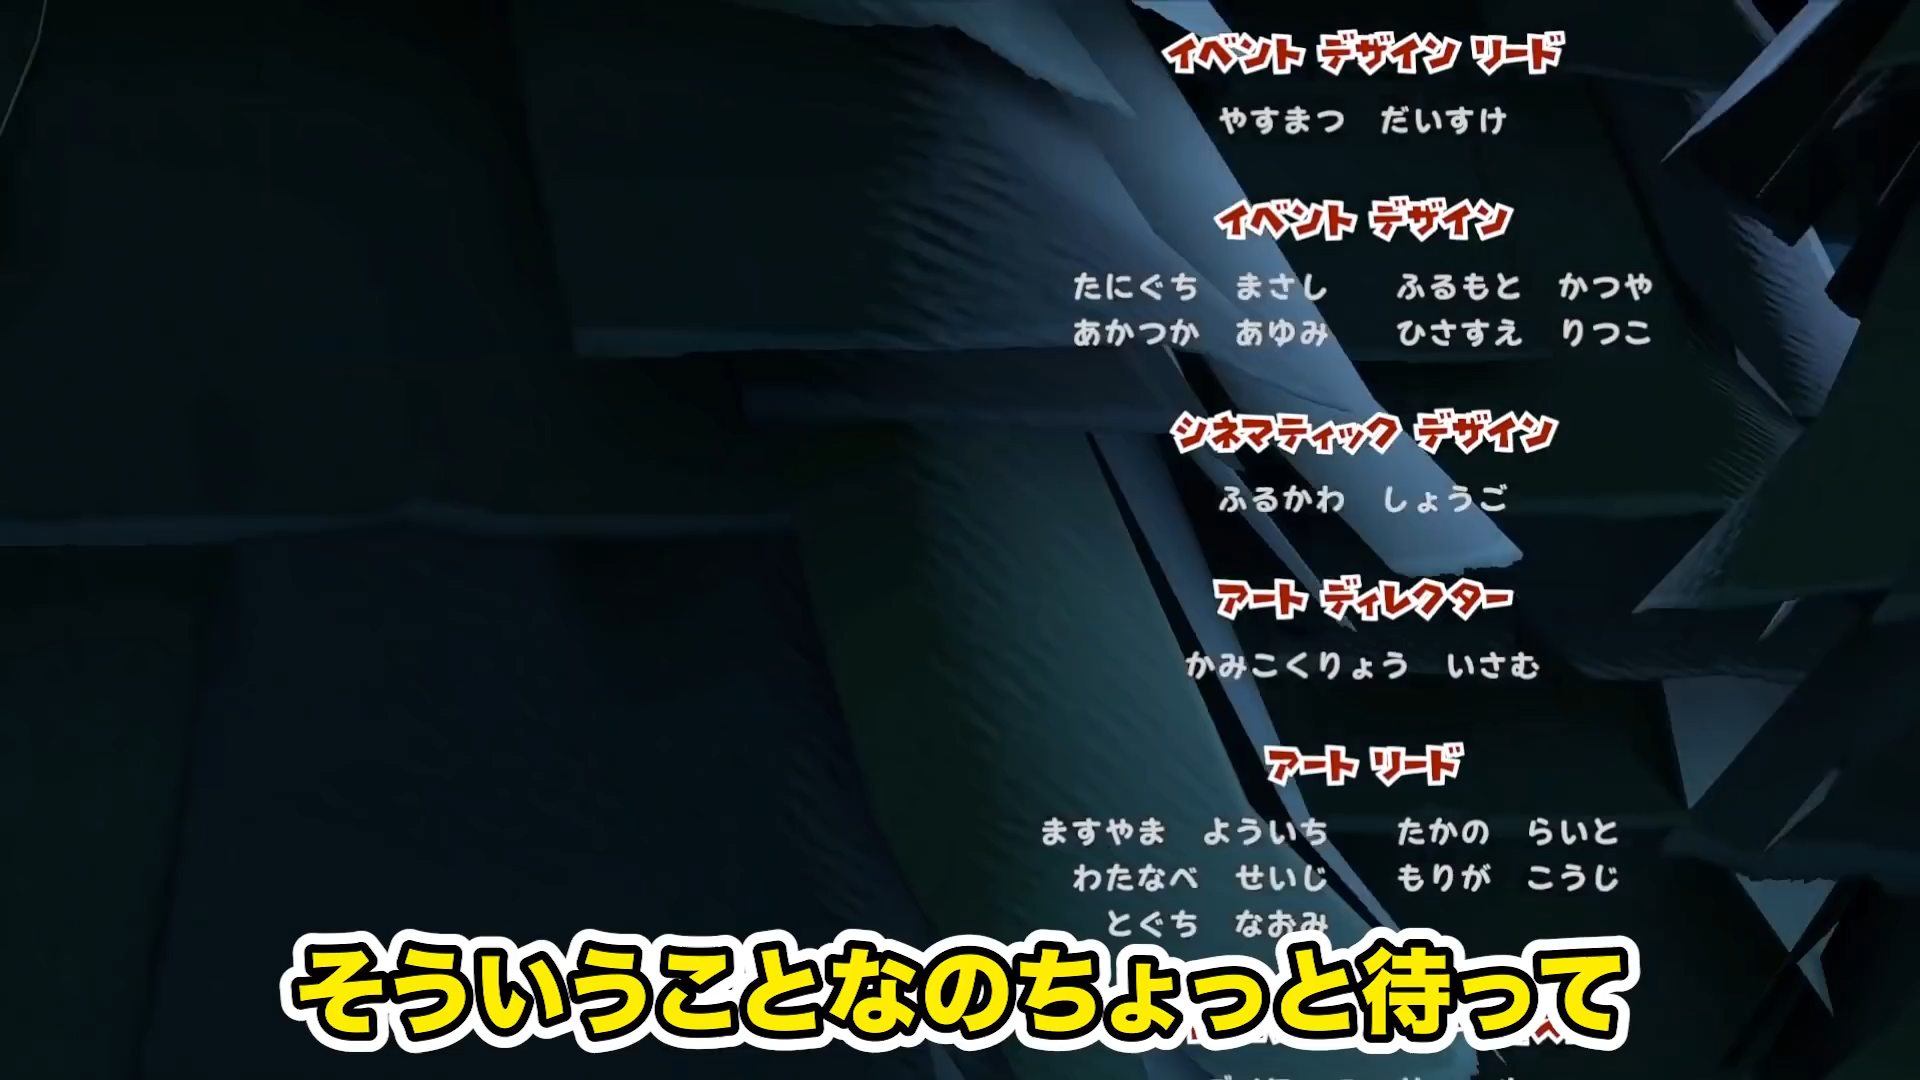 イベント デザイン リード
やすまつ　だいすけ
イベント デザイン
たにぐち　まさし　　ふるもと　かつや
あかつか　あゆみ　　ひさすえ　りつこ
シネマティック デザイン
ふるかわ　しょうご
アート ディレクター
かみこくりょう　いさむ
アート リード
ますやま　よういち　　たかの　らいと
わたなべ　せいじ　　もりが　こうじ
とぐち　なおみ
そういうことなのちょっと待って